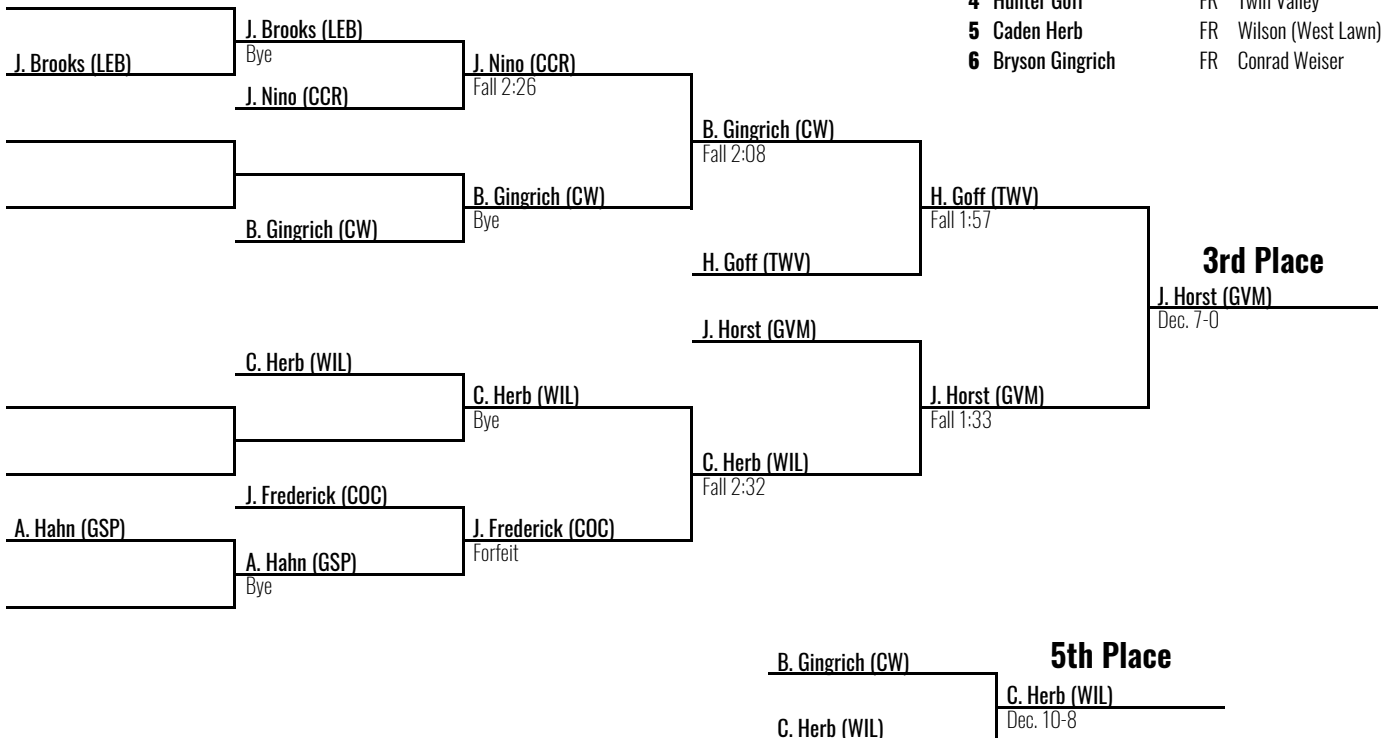 4 Hunter Goff FR Twin Valley
5 Caden Herb FR Wilson (West Lawn)
6 Bryson Gingrich FR Conrad Weiser
J. Brooks (LEB)
J. Brooks (LEB)
Bye
J. Nino (CCR)
J. Nino (CCR)
Fall 2:26
B. Gingrich (CW)
B. Gingrich (CW)
Bye
B. Gingrich (CW)
Fall 2:08
H. Goff (TWV)
H. Goff (TWV)
Fall 1:57
3rd Place
J. Horst (GVM)
Dec. 7-0
J. Horst (GVM)
J. Horst (GVM)
Fall 1:33
C. Herb (WIL)
C. Herb (WIL)
Bye
C. Herb (WIL)
Fall 2:32
J. Frederick (COC)
J. Frederick (COC)
Forfeit
A. Hahn (GSP)
A. Hahn (GSP)
Bye
5th Place
B. Gingrich (CW)
C. Herb (WIL)
Dec. 10-8
C. Herb (WIL)